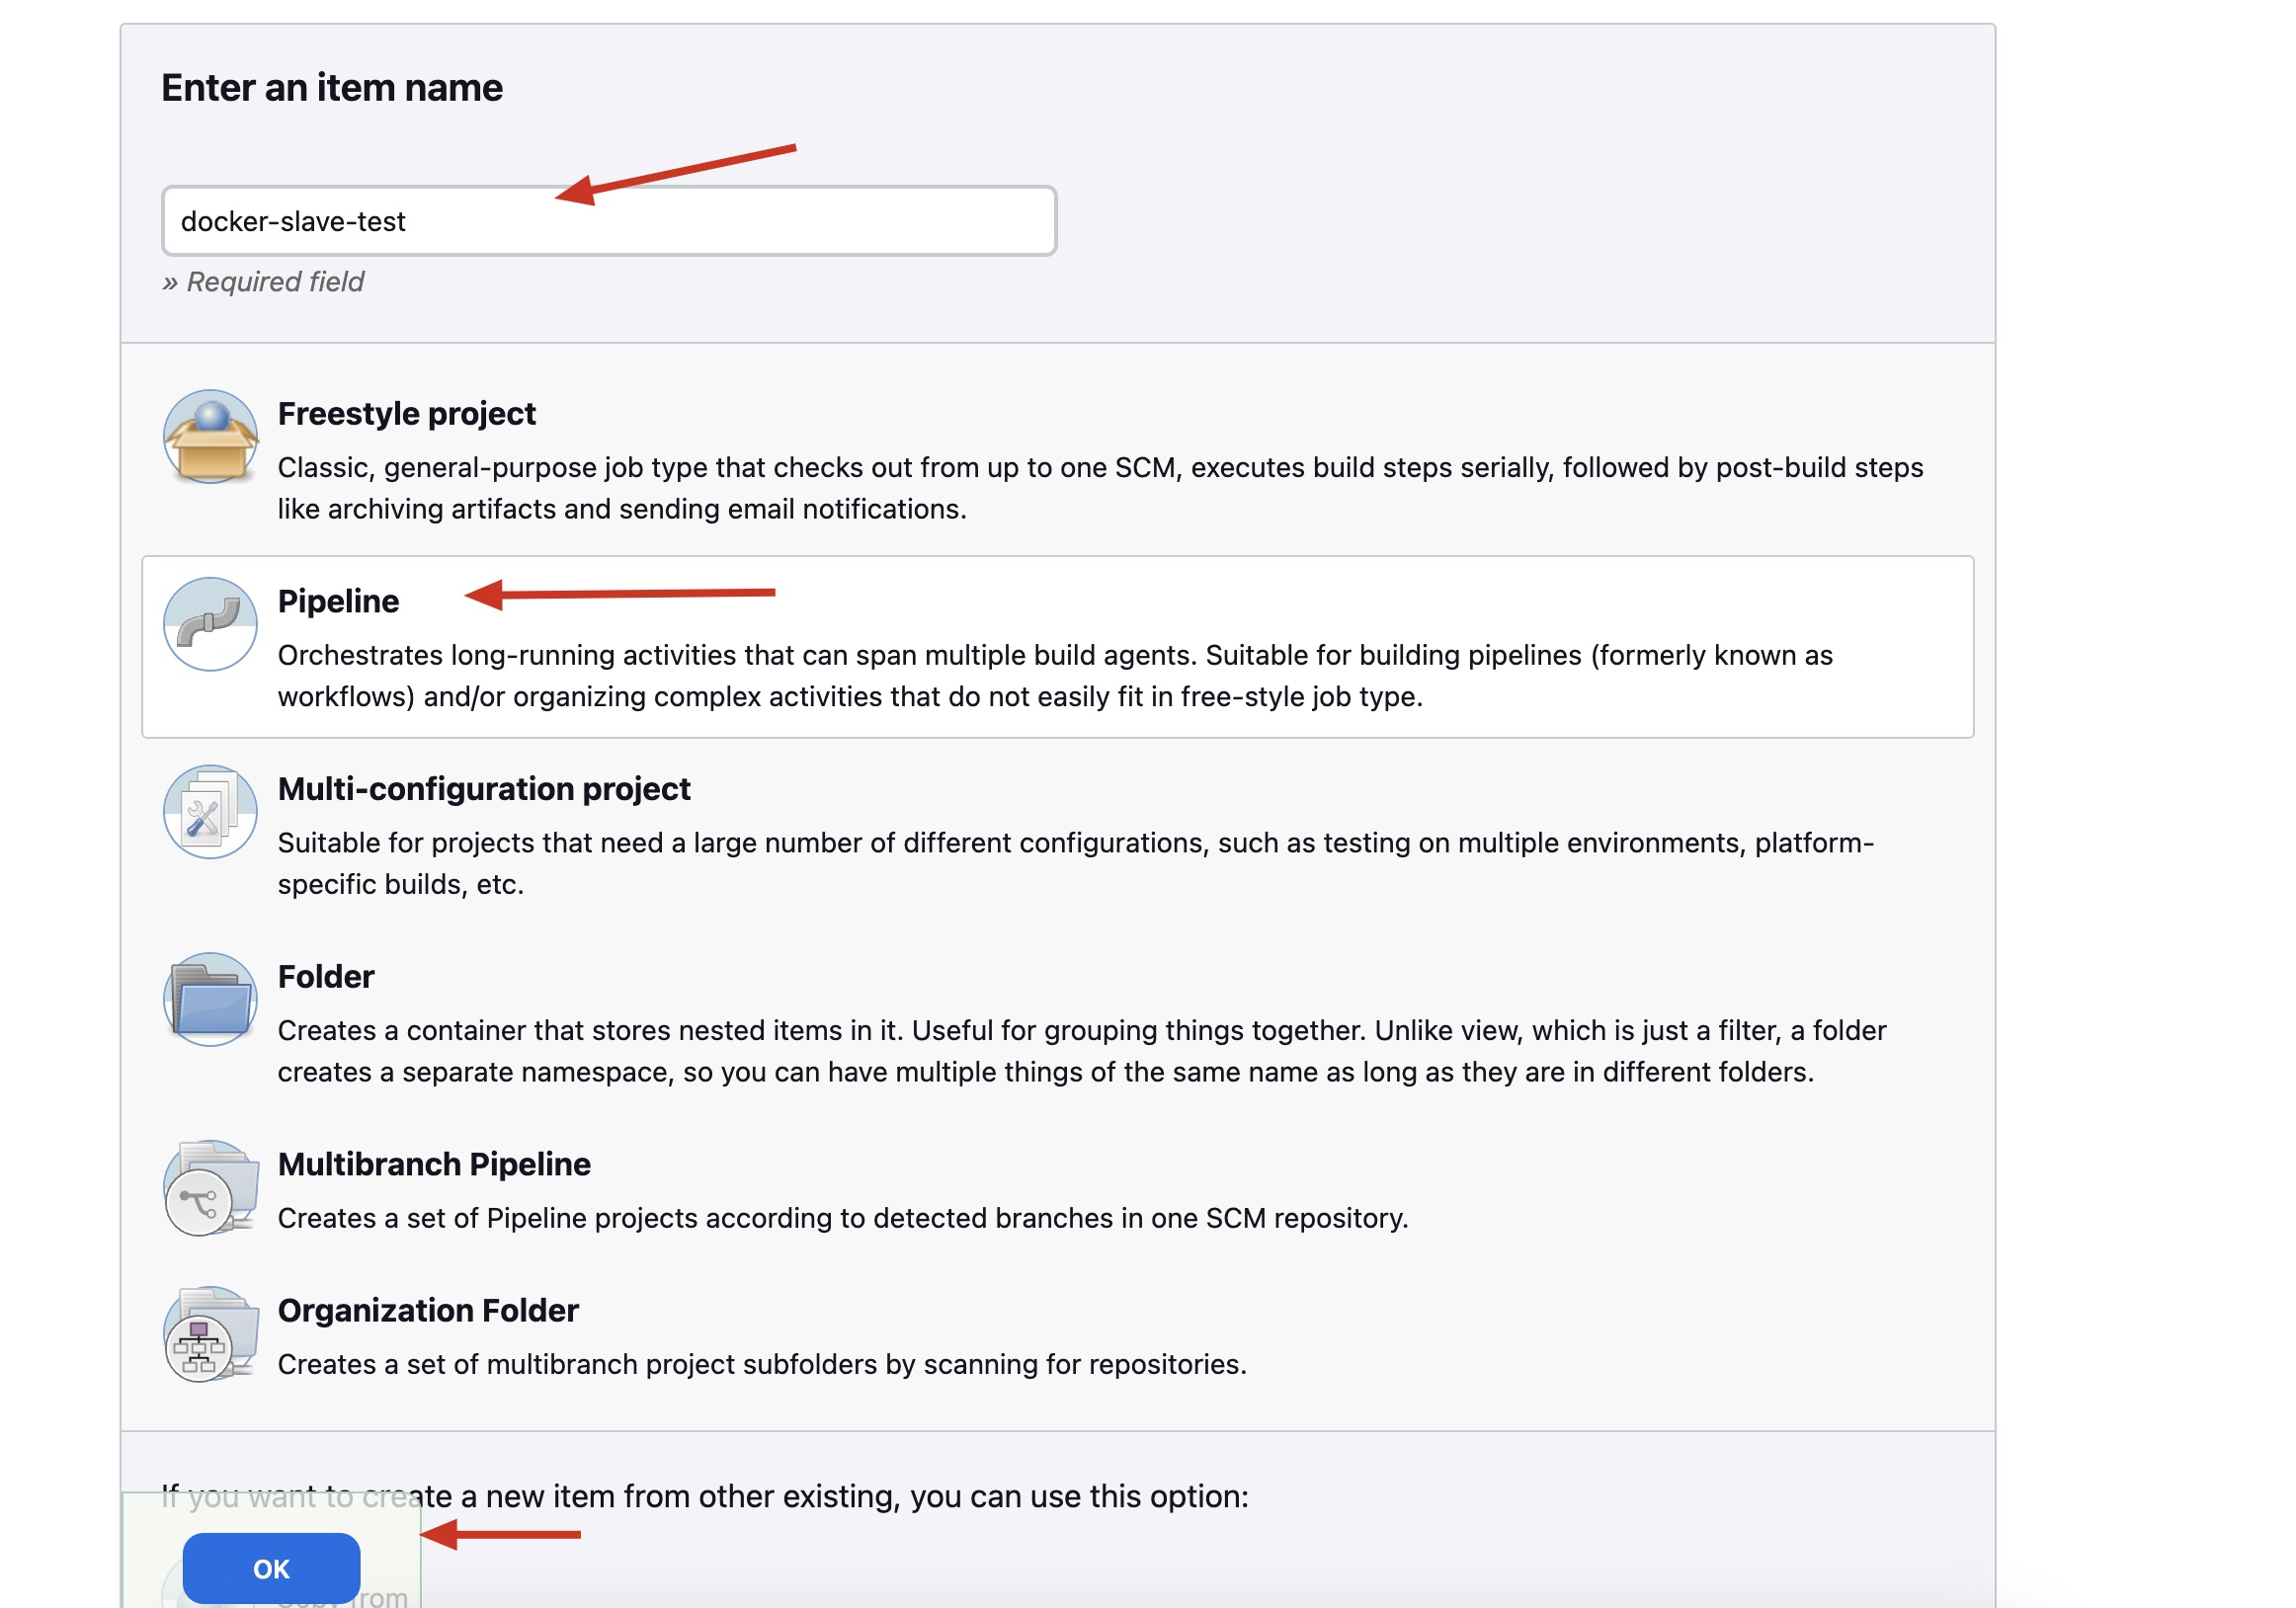 Enter an item name
docker-slave-test
» Required field
Freestyle project
Classic, general-purpose job type that checks out from up to one SCM, executes build steps serially, followed by post-build steps
like archiving artifacts and sending email notifications.
Pipeline
Orchestrates long-running activities that can span multiple build agents. Suitable for building pipelines (formerly known as
workflows) and/or organizing complex activities that do not easily fit in free-style job type.
Multi-configuration project
Suitable for projects that need a large number of different configurations, such as testing on multiple environments, platform-
specific builds, etc.
Folder
Creates a container that stores nested items in it. Useful for grouping things together. Unlike view, which is just a filter, a folder
creates a separate namespace, so you can have multiple things of the same name as long as they are in different folders.
Multibranch Pipeline
Creates a set of Pipeline projects according to detected branches in one SCM repository.
Organization Folder
Creates a set of multibranch project subfolders by scanning for repositories.
If you want to create a new item from other existing, you can use this option:
OK
Copy from